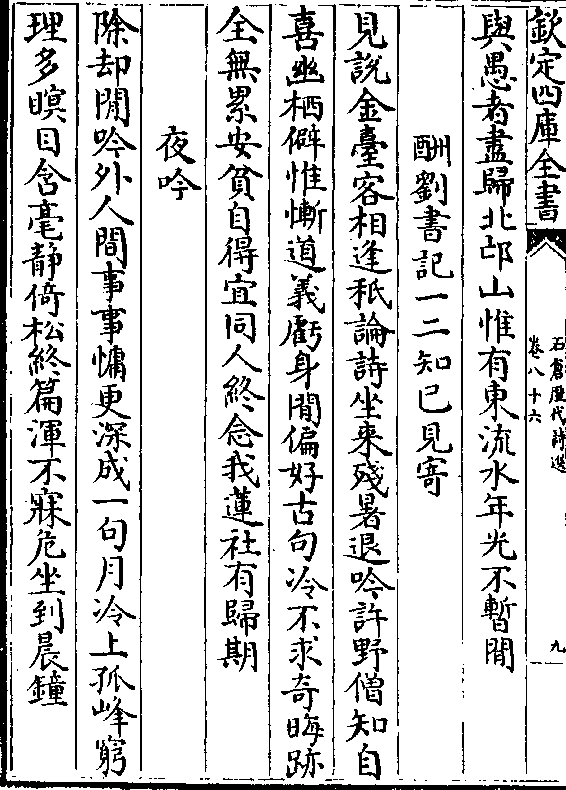 欽定四庫全書
石倉歷代詩選
卷八十六
九
與愚者盡歸北邙山惟有東流水年光不暫閒
酬劉書記一二知已見寄
見說金臺客相逢秖論詩坐來殘暑退吟許野僧知自
喜幽栖僻惟慚道義虧身閒偏好古句冷不求奇晦跡
全無累安貧自得宜同人終念我蓮社有歸期
夜吟
除却閒吟外人間事事慵更深成一句月冷上孤峰窮
理多瞑目含毫静倚松終篇渾不寐危坐到晨鐘